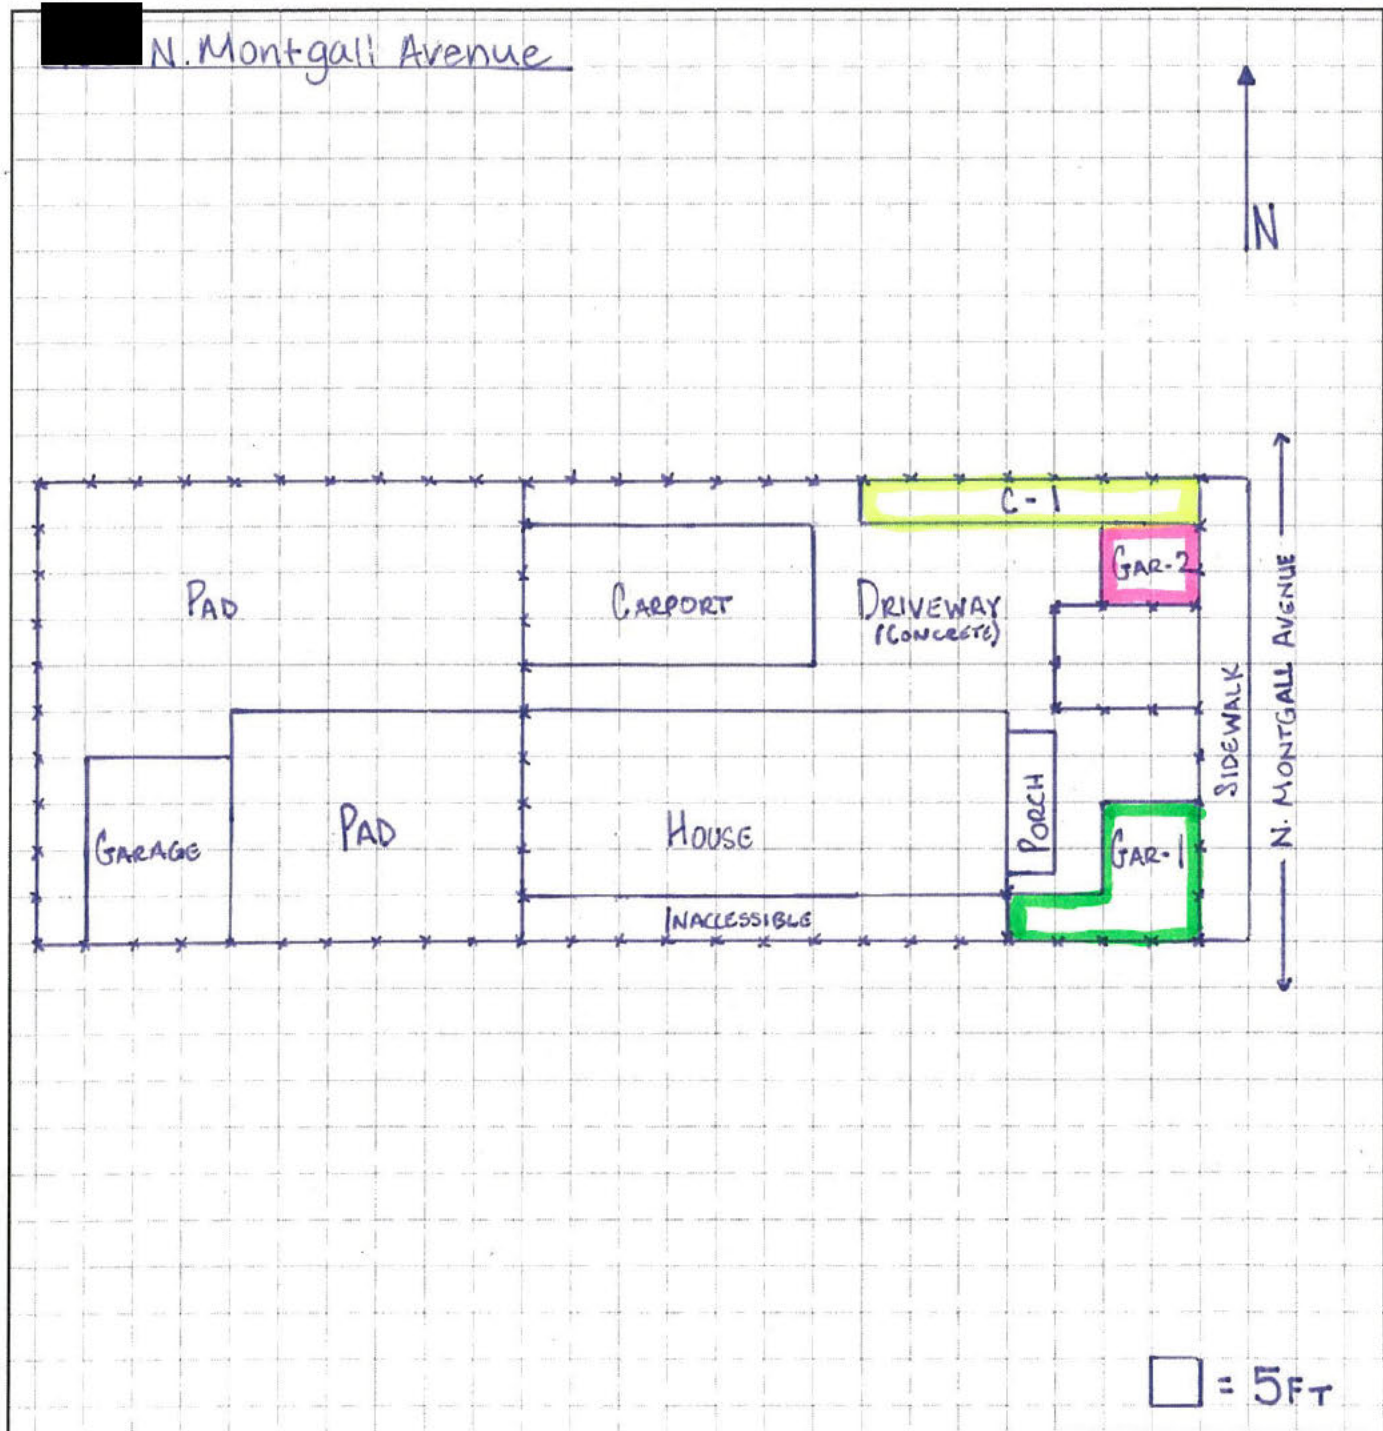 N. Montgall Avenue
N
C-1
GAR-2
PAD
CARPORT
DRIVEWAY
(CONCRETE)
SIDEWALK
N. MONTGALL AVENUE
GARAGE
PAD
HOUSE
PORCH
GAR-1
INACCESSIBLE
= 5FT